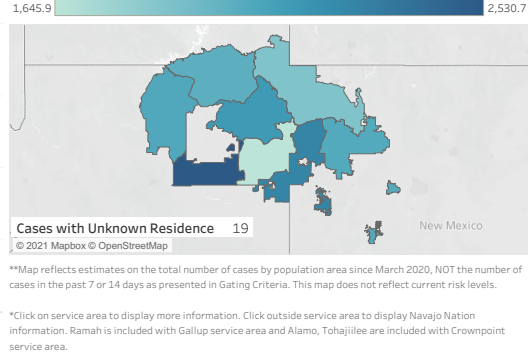 1,645.9 2,530.7
Cases with Unknown Residence 19
New Mexico
© 2021 Mapbox © OpenStreetMap
**Map reflects estimates on the total number of cases by population area since March 2020, NOT the number of
cases in the past 7 or 14 days as presented in Gating Criteria. This map does not reflect current risk levels.
*Click on service area to display more information. Click outside service area to display Navajo Nation
information. Ramah is included with Gallup service area and Alamo, Tohajiilee are included with Crownpoint
service area.